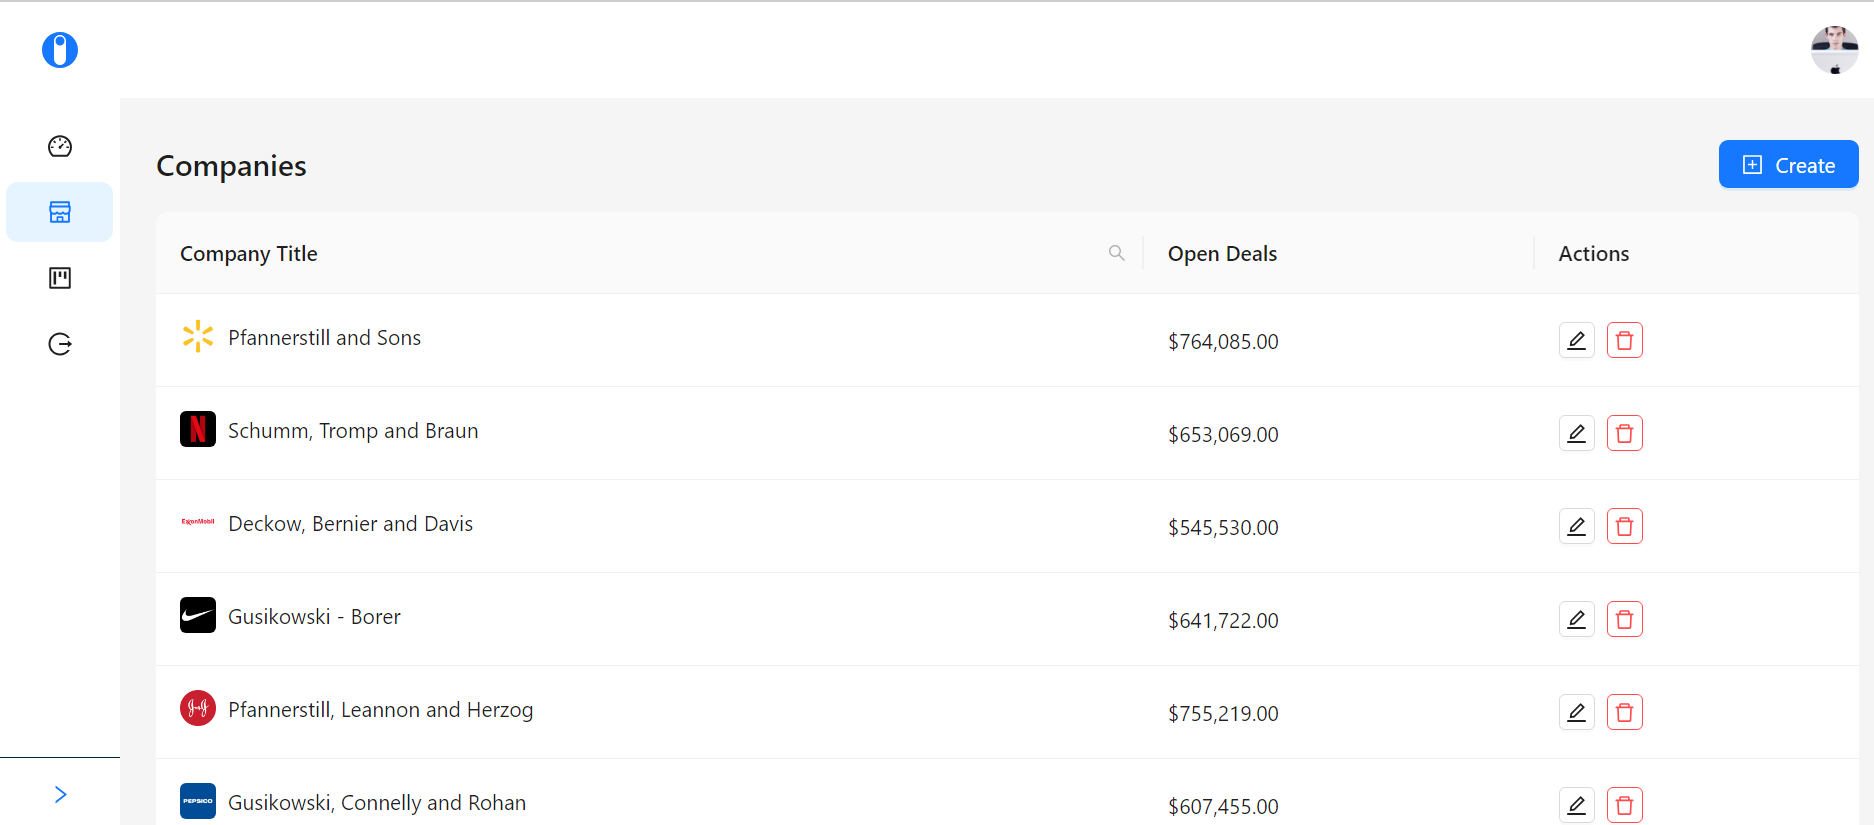 Companies
Create
Company Title Open Deals Actions
Pfannerstill and Sons $764,085.00
N Schumm, Tromp and Braun $653,069.00
ExxonMobil Deckow, Bernier and Davis $545,530.00
Gusikowski - Borer $641,722.00
Pfannerstill, Leannon and Herzog $755,219.00
PEPSICO Gusikowski, Connelly and Rohan $607,455.00